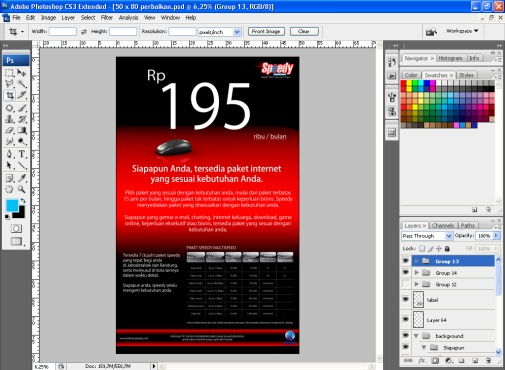 Adobe Photoshop CS3 Extended - [50 x 80 perbaikan.psd @ 6,25% (Group 13, RGB/8)]
File Edit Image Layer Select Filter Analysis View Window Help
Width: Height: Resolution: pixels/inch Front Image Clear Workspace
Navigator Histogram Info
Color Swatches Styles
Rp
195
Speedy
ribu / bulan
Siapapun Anda, tersedia paket internet
yang sesuai kebutuhan Anda.
Pilih paket yang sesuai dengan kebutuhan anda, mulai dari paket terbatas
15 jam per bulan, hingga paket tak terbatas untuk keperluan bisnis. Speedy
menyediakan paket yang disesuaikan dengan kebutuhan anda.
Siapapun yang gemar e-mail, chatting, internet keluarga, download, game
online, keperluan eksekutif atau bisnis, tersedia paket yang sesuai dengan
kebutuhan anda.
PAKET SPEEDY MULTISPEED
Tersedia 7 (tujuh) paket speedy
yang tepat bagi anda
di Jabodetabek dan Bandung,
serta menyusul di kota lainnya
dalam waktu dekat.
Siapapun anda, speedy selalu
mengerti kebutuhan anda.
Layers Channels Paths
Pass Through Opacity: 100%
Lock: Fill: 100%
Group 13
Group 14
Group 12
tabel
Layer 64
background
Siapapun
6,25% Doc: 159,7M/558,7M